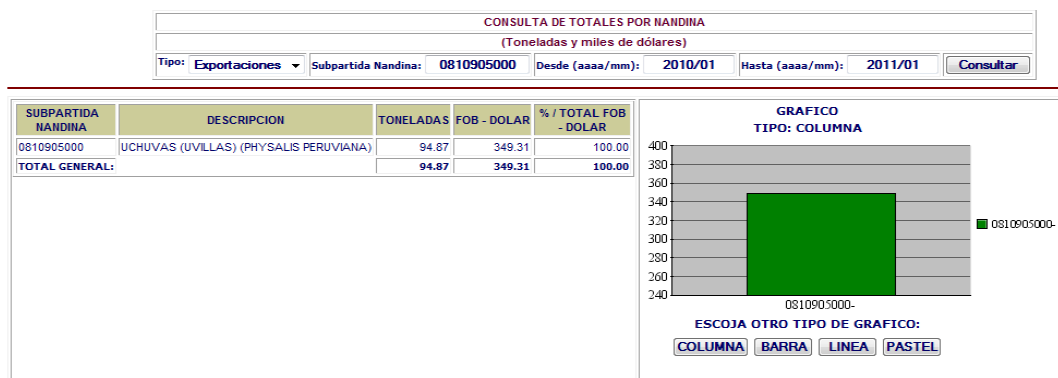 CONSULTA DE TOTALES POR NANDINA
(Toneladas y miles de dólares)
Tipo: Exportaciones Subpartida Nandina: 0810905000 Desde (aaaa/mm): 2010/01 Hasta (aaaa/mm): 2011/01 Consultar
SUBPARTIDA NANDINA DESCRIPCION TONELADAS FOB - DOLAR % / TOTAL FOB - DOLAR
0810905000 UCHUVAS (UVILLAS) (PHYSALIS PERUVIANA) 94.87 349.31 100.00
TOTAL GENERAL: 94.87 349.31 100.00
GRAFICO
TIPO: COLUMNA
400
380
360
340
320
300
280
260
240
0810905000-
0810905000-
ESCOJA OTRO TIPO DE GRAFICO:
COLUMNA BARRA LINEA PASTEL